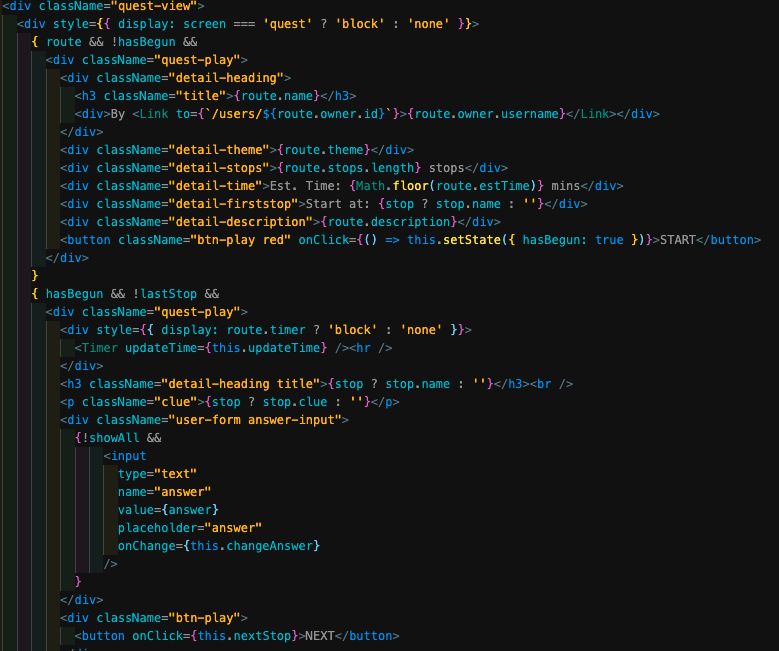 <div className="quest-view">
<div style={{ display: screen === 'quest' ? 'block' : 'none' }}>
{ route && !hasBegun &&
<div className="quest-play">
<div className="detail-heading">
<h3 className="title">{route.name}</h3>
<div>By <Link to={`/users/${route.owner.id}`}>{route.owner.username}</Link></div>
</div>
<div className="detail-theme">{route.theme}</div>
<div className="detail-stops">{route.stops.length} stops</div>
<div className="detail-time">Est. Time: {Math.floor(route.estTime)} mins</div>
<div className="detail-firststop">Start at: {stop ? stop.name : ''}</div>
<div className="detail-description">{route.description}</div>
<button className="btn-play red" onClick={() => this.setState({ hasBegun: true })}>START</button>
</div>
}
{ hasBegun && !lastStop &&
<div className="quest-play">
<div style={{ display: route.timer ? 'block' : 'none' }}>
<Timer updateTime={this.updateTime} /><hr />
</div>
<h3 className="detail-heading title">{stop ? stop.name : ''}</h3><br />
<p className="clue">{stop ? stop.clue : ''}</p>
<div className="user-form answer-input">
{!showAll &&
<input
type="text"
name="answer"
value={answer}
placeholder="answer"
onChange={this.changeAnswer}
/>
}
</div>
<div className="btn-play">
<button onClick={this.nextStop}>NEXT</button>